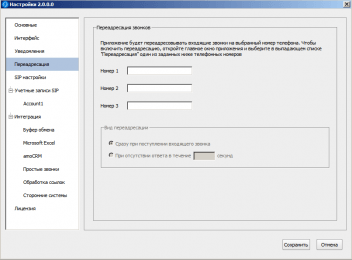 Настройки 2.0.0.0
Основные
Интерфейс
Уведомления
Переадресация
SIP настройки
Учетные записи SIP
Account1
Интеграция
Буфер обмена
Microsoft Excel
amoCRM
Простые звонки
Обработка ссылок
Сторонние системы
Лицензия
Переадресация звонков
Приложение будет переадресовывать входящие звонки на выбранный номер телефона. Чтобы
включить переадресацию, откройте главное окно приложения и выберите в выпадающем списке
"Переадресация" один из заданных ниже телефонных номеров
Номер 1
Номер 2
Номер 3
Вид переадресации
Сразу при поступлении входящего звонка
При отсутствии ответа в течение секунд
Сохранить
Отмена